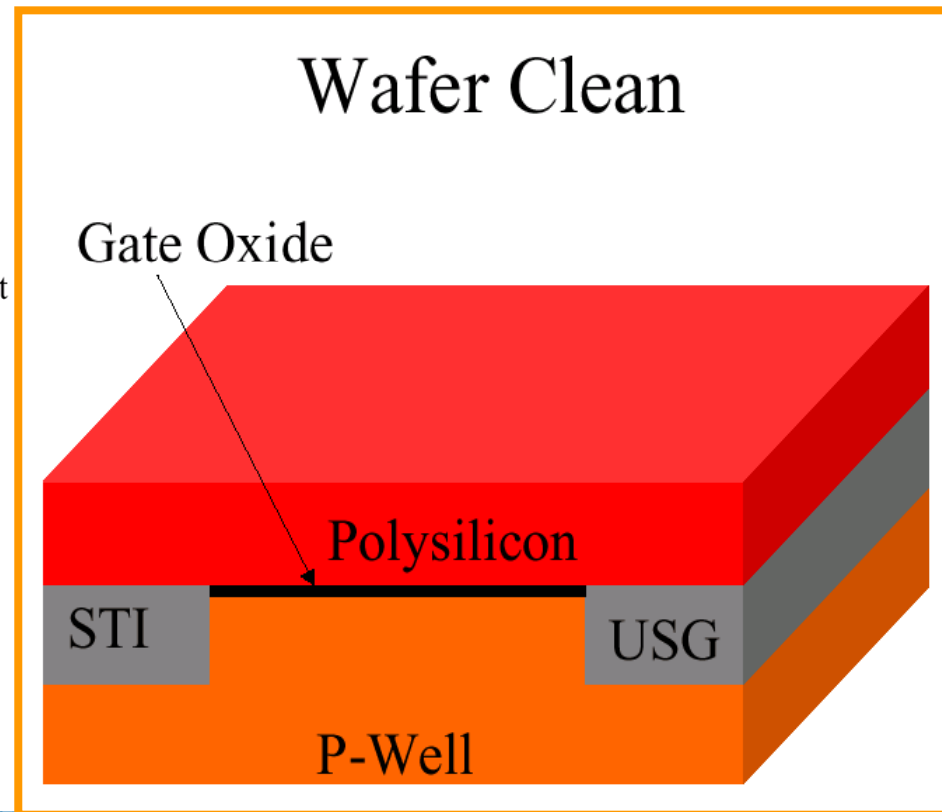 Wafer Clean
Gate Oxide
t
Polysilicon
STI
USG
P-Well